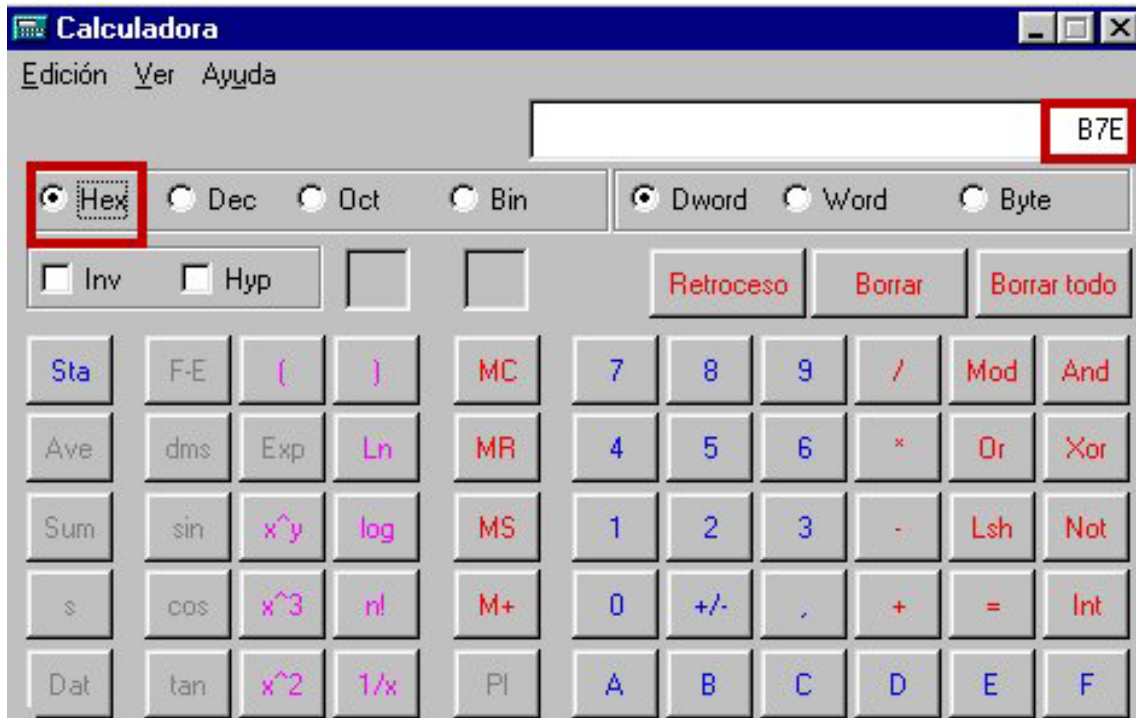 Calculadora
Edición Ver Ayuda
B7E
Hex Dec Oct Bin Dword Word Byte
Inv Hyp Retroceso Borrar Borrar todo
Sta F-E ( ) MC 7 8 9 / Mod And
Ave dms Exp Ln MR 4 5 6 * Or Xor
Sum sin x^y log MS 1 2 3 - Lsh Not
s cos x^3 n! M+ 0 +/- , + = Int
Dat tan x^2 1/x PI A B C D E F